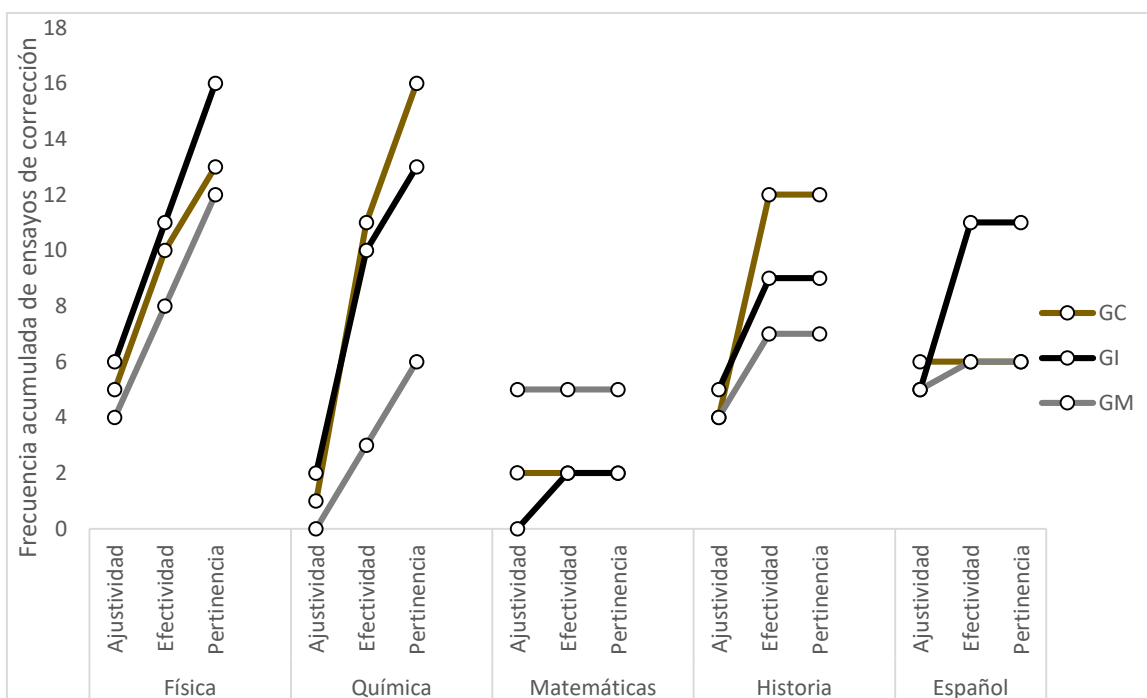 Frecuencia acumulada de ensayos de corrección
18
16
14
12
10
8
6
4
2
0
GC
GI
GM
Ajustividad
Efectividad
Pertinencia
Ajustividad
Efectividad
Pertinencia
Ajustividad
Efectividad
Pertinencia
Ajustividad
Efectividad
Pertinencia
Ajustividad
Efectividad
Pertinencia
Física
Química
Matemáticas
Historia
Español